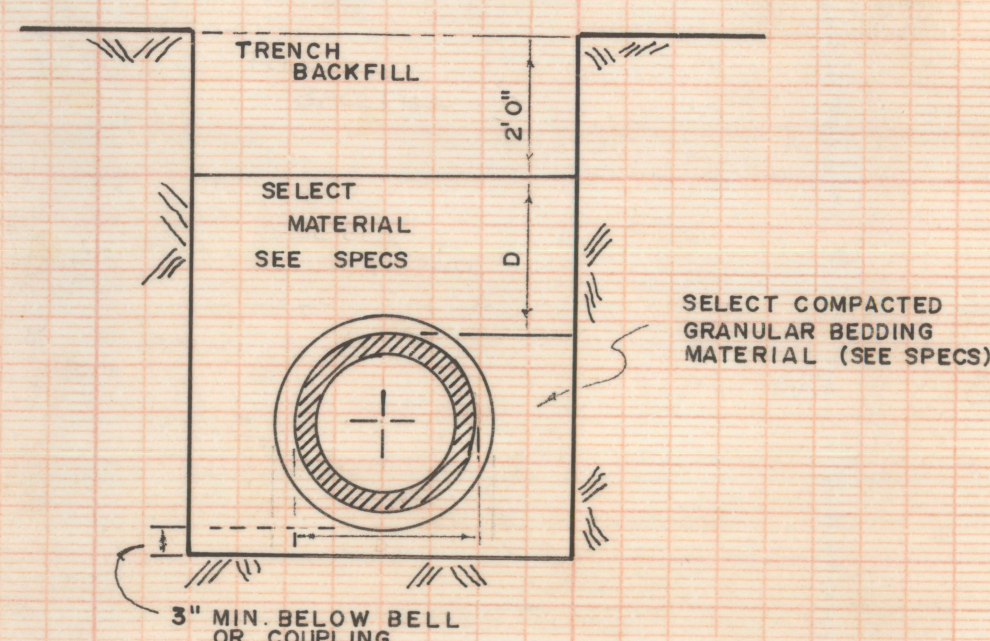 TRENCH
BACKFILL
2'0"
SELECT
MATERIAL
SEE SPECS
D
SELECT COMPACTED
GRANULAR BEDDING
MATERIAL (SEE SPECS)
3" MIN. BELOW BELL
OR COUPLING